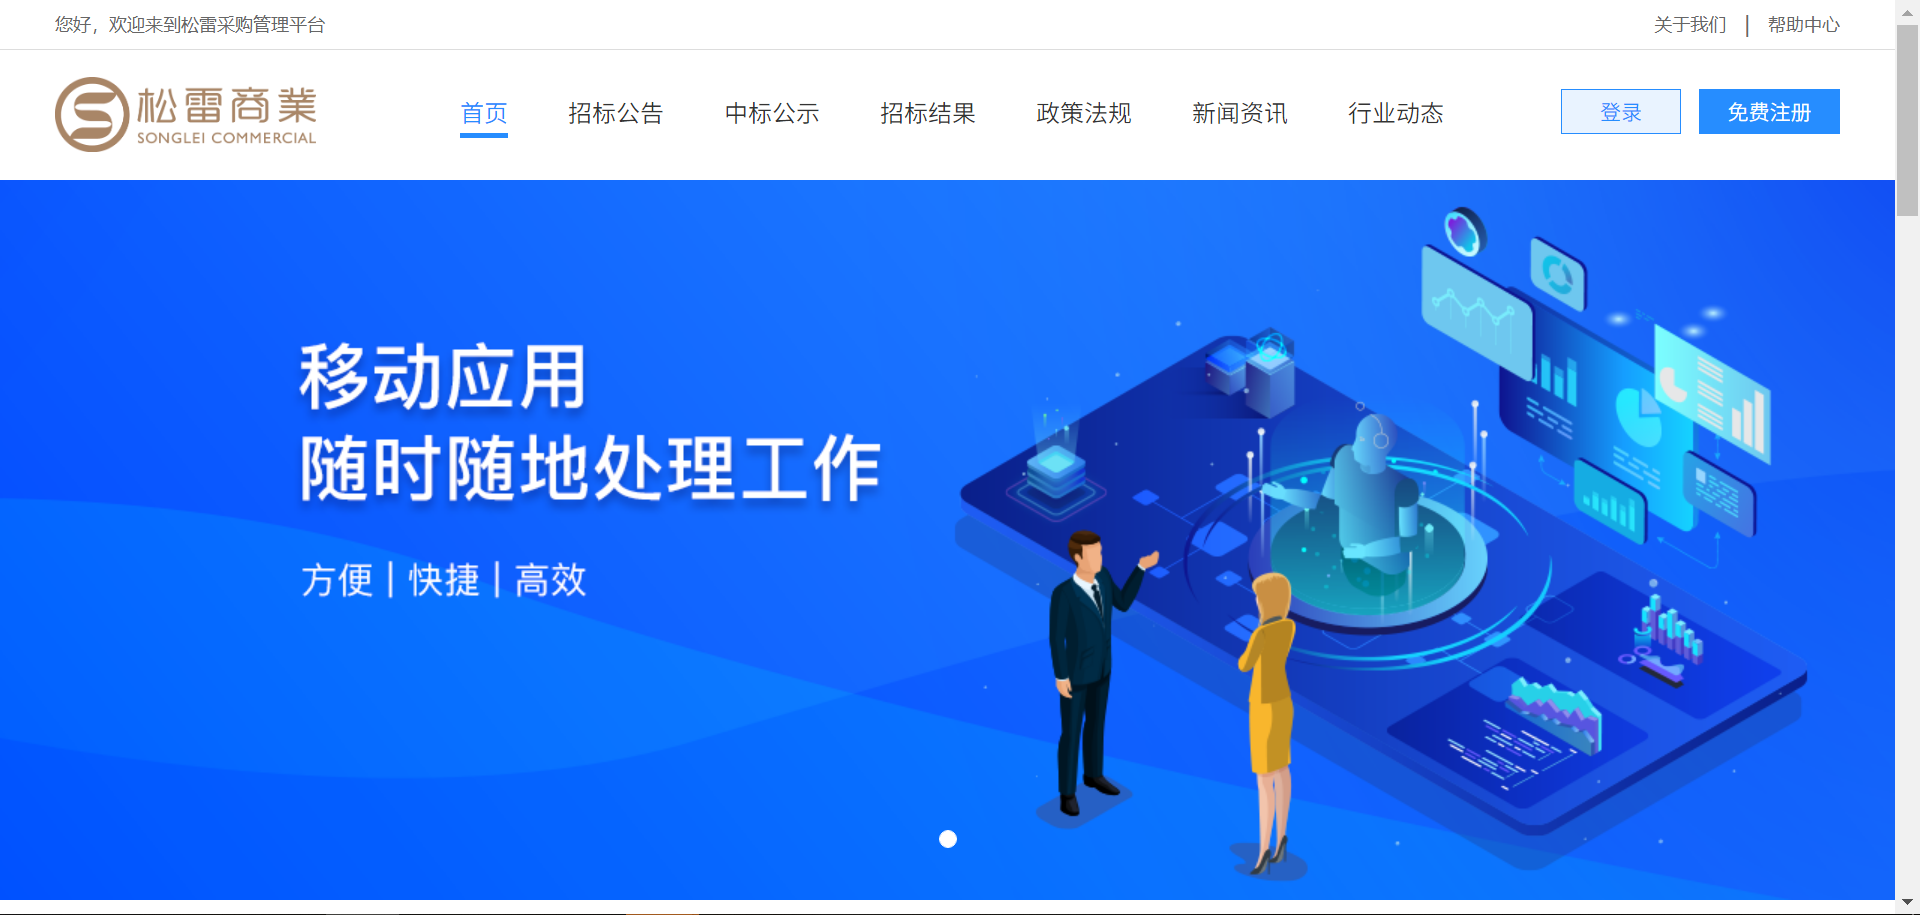 您好，欢迎来到松雷采购管理平台
关于我们 | 帮助中心
松雷商業
SONGLEI COMMERCIAL
首页 招标公告 中标公示 招标结果 政策法规 新闻资讯 行业动态
登录 免费注册
移动应用
随时随地处理工作
方便 | 快捷 | 高效